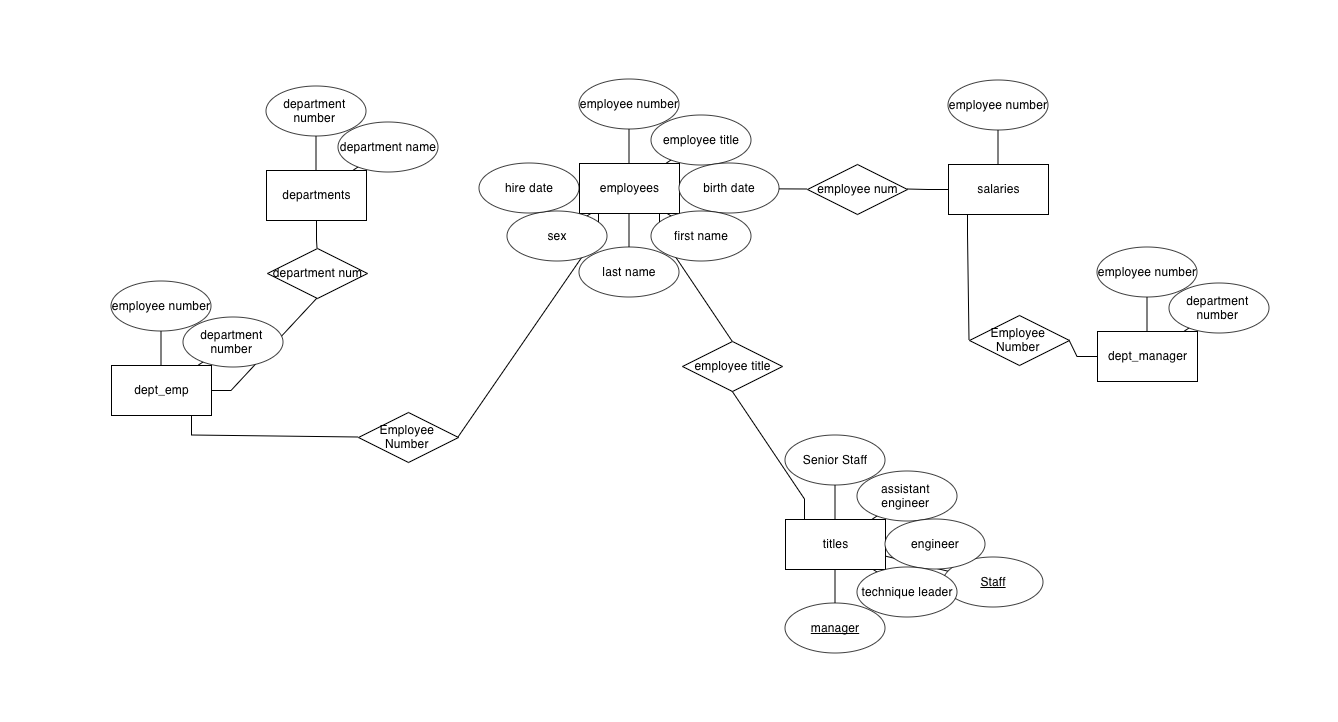 department
number
department name
departments
department num
employee number
department
number
dept_emp
Employee
Number
employee number
employee title
hire date
employees
birth date
sex
first name
last name
employee num
employee number
salaries
Employee
Number
employee number
department
number
dept_manager
employee title
Senior Staff
assistant
engineer
titles
engineer
Staff
technique leader
manager